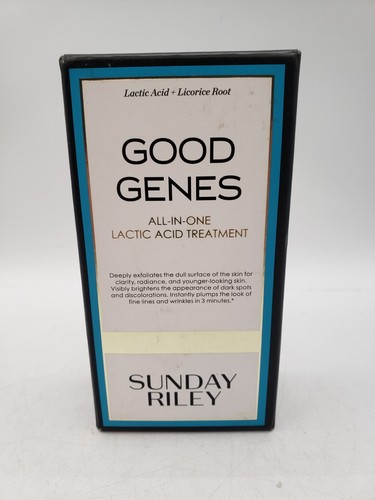 Lactic Acid + Licorice Root
GOOD
GENES
ALL-IN-ONE
LACTIC ACID TREATMENT
Deeply exfoliates the dull surface of the skin for
clarity, radiance, and younger-looking skin.
Visibly brightens the appearance of dark spots
and discolorations. Instantly plumps the look of
fine lines and wrinkles in 3 minutes.*
SUNDAY
RILEY